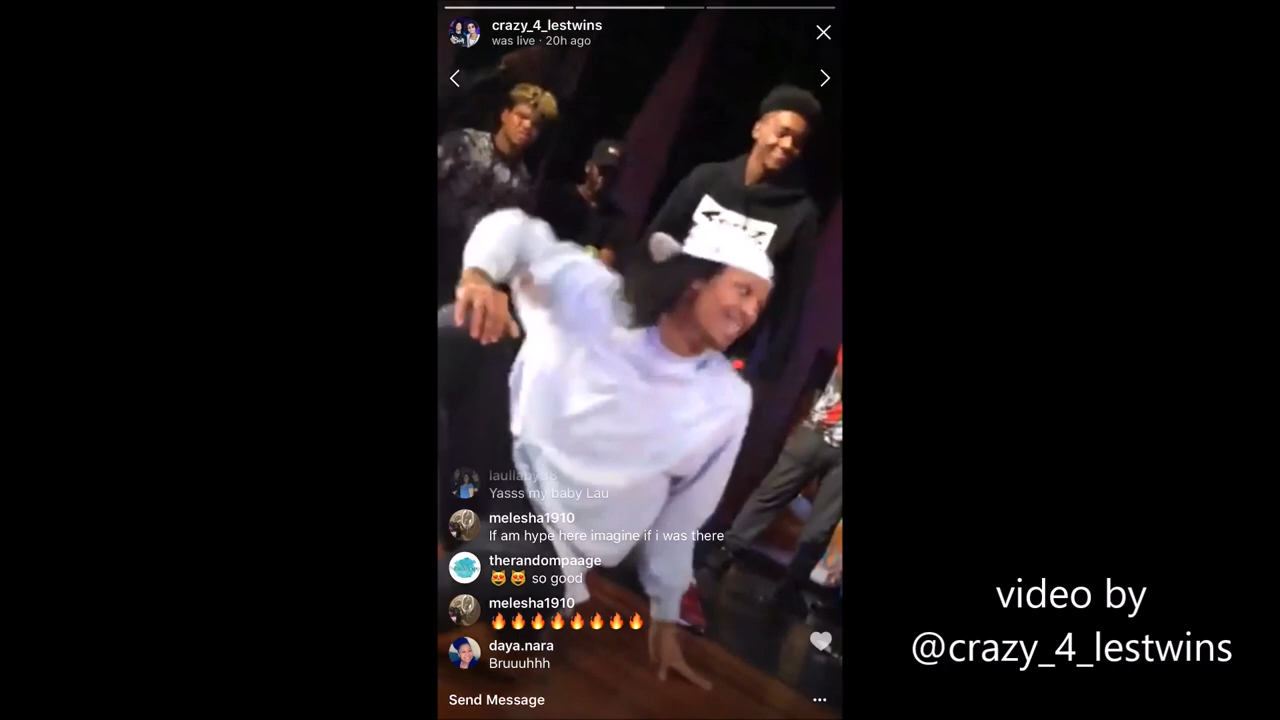 crazy_4_lestwins
was live · 20h ago
laullaby98
Yasss my baby Lau
melesha1910
If am hype here imagine if i was there
therandompaage
😻 😻 so good
melesha1910
🔥🔥🔥🔥🔥🔥🔥🔥
daya.nara
Bruuuhhh
Send Message
video by
@crazy_4_lestwins